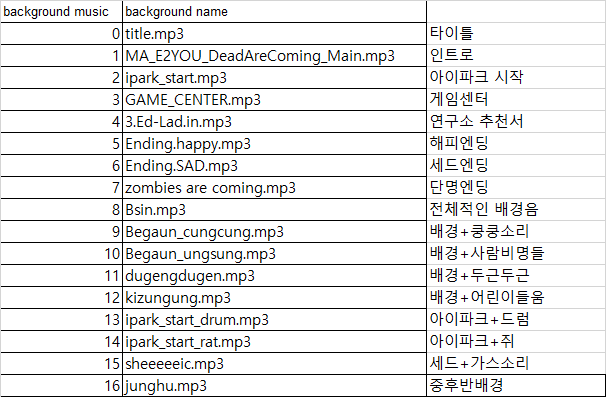 background music background name
0 title.mp3 타이틀
1 MA_E2YOU_DeadAreComing_Main.mp3 인트로
2 ipark_start.mp3 아이파크 시작
3 GAME_CENTER.mp3 게임센터
4 3.Ed-Lad.in.mp3 연구소 추천서
5 Ending.happy.mp3 해피엔딩
6 Ending.SAD.mp3 세드엔딩
7 zombies are coming.mp3 단명엔딩
8 Bsin.mp3 전체적인 배경음
9 Begaun_cungcung.mp3 배경+쿵쿵소리
10 Begaun_ungsung.mp3 배경+사람비명들
11 dugengdugen.mp3 배경+두근두근
12 kizungung.mp3 배경+어린이들움
13 ipark_start_drum.mp3 아이파크+드럼
14 ipark_start_rat.mp3 아이파크+쥐
15 sheeeeeic.mp3 세드+가스소리
16 junghu.mp3 중후반배경